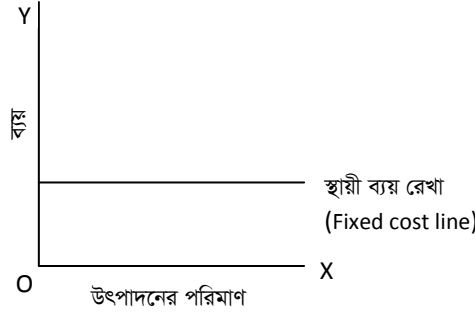 Y
ব্যয়
স্থায়ী ব্যয় রেখা
(Fixed cost line)
X
O
উৎপাদনের পরিমাণ